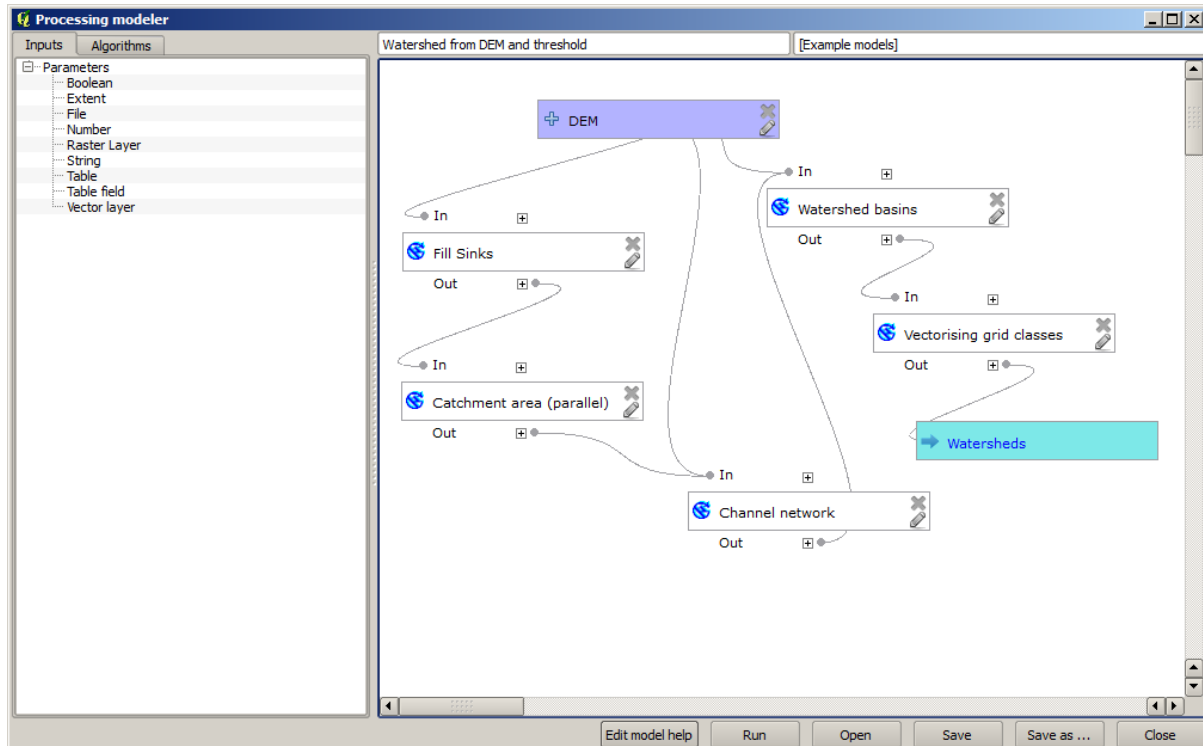 Processing modeler
Inputs
Algorithms
Watershed from DEM and threshold
[Example models]
Parameters
Boolean
Extent
File
Number
Raster Layer
String
Table
Table field
Vector layer
DEM
In
Watershed basins
Out
In
Fill Sinks
Out
In
Vectorising grid classes
Out
In
Catchment area (parallel)
Out
Watersheds
In
Channel network
Out
Edit model help
Run
Open
Save
Save as ...
Close